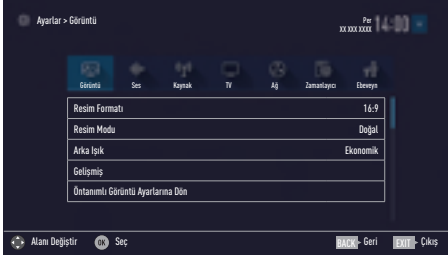 Ayarlar > Görüntü
Per
xx xxx xxxx 14:00
Görüntü Ses Kaynak TV Ağ Zamanlayıcı Ebeveyn
Resim Formatı 16:9
Resim Modu Doğal
Arka Işık Ekonomik
Gelişmiş
Öntanımlı Görüntü Ayarlarına Dön
Alanı Değiştir OK Seç BACK Geri EXIT Çıkış